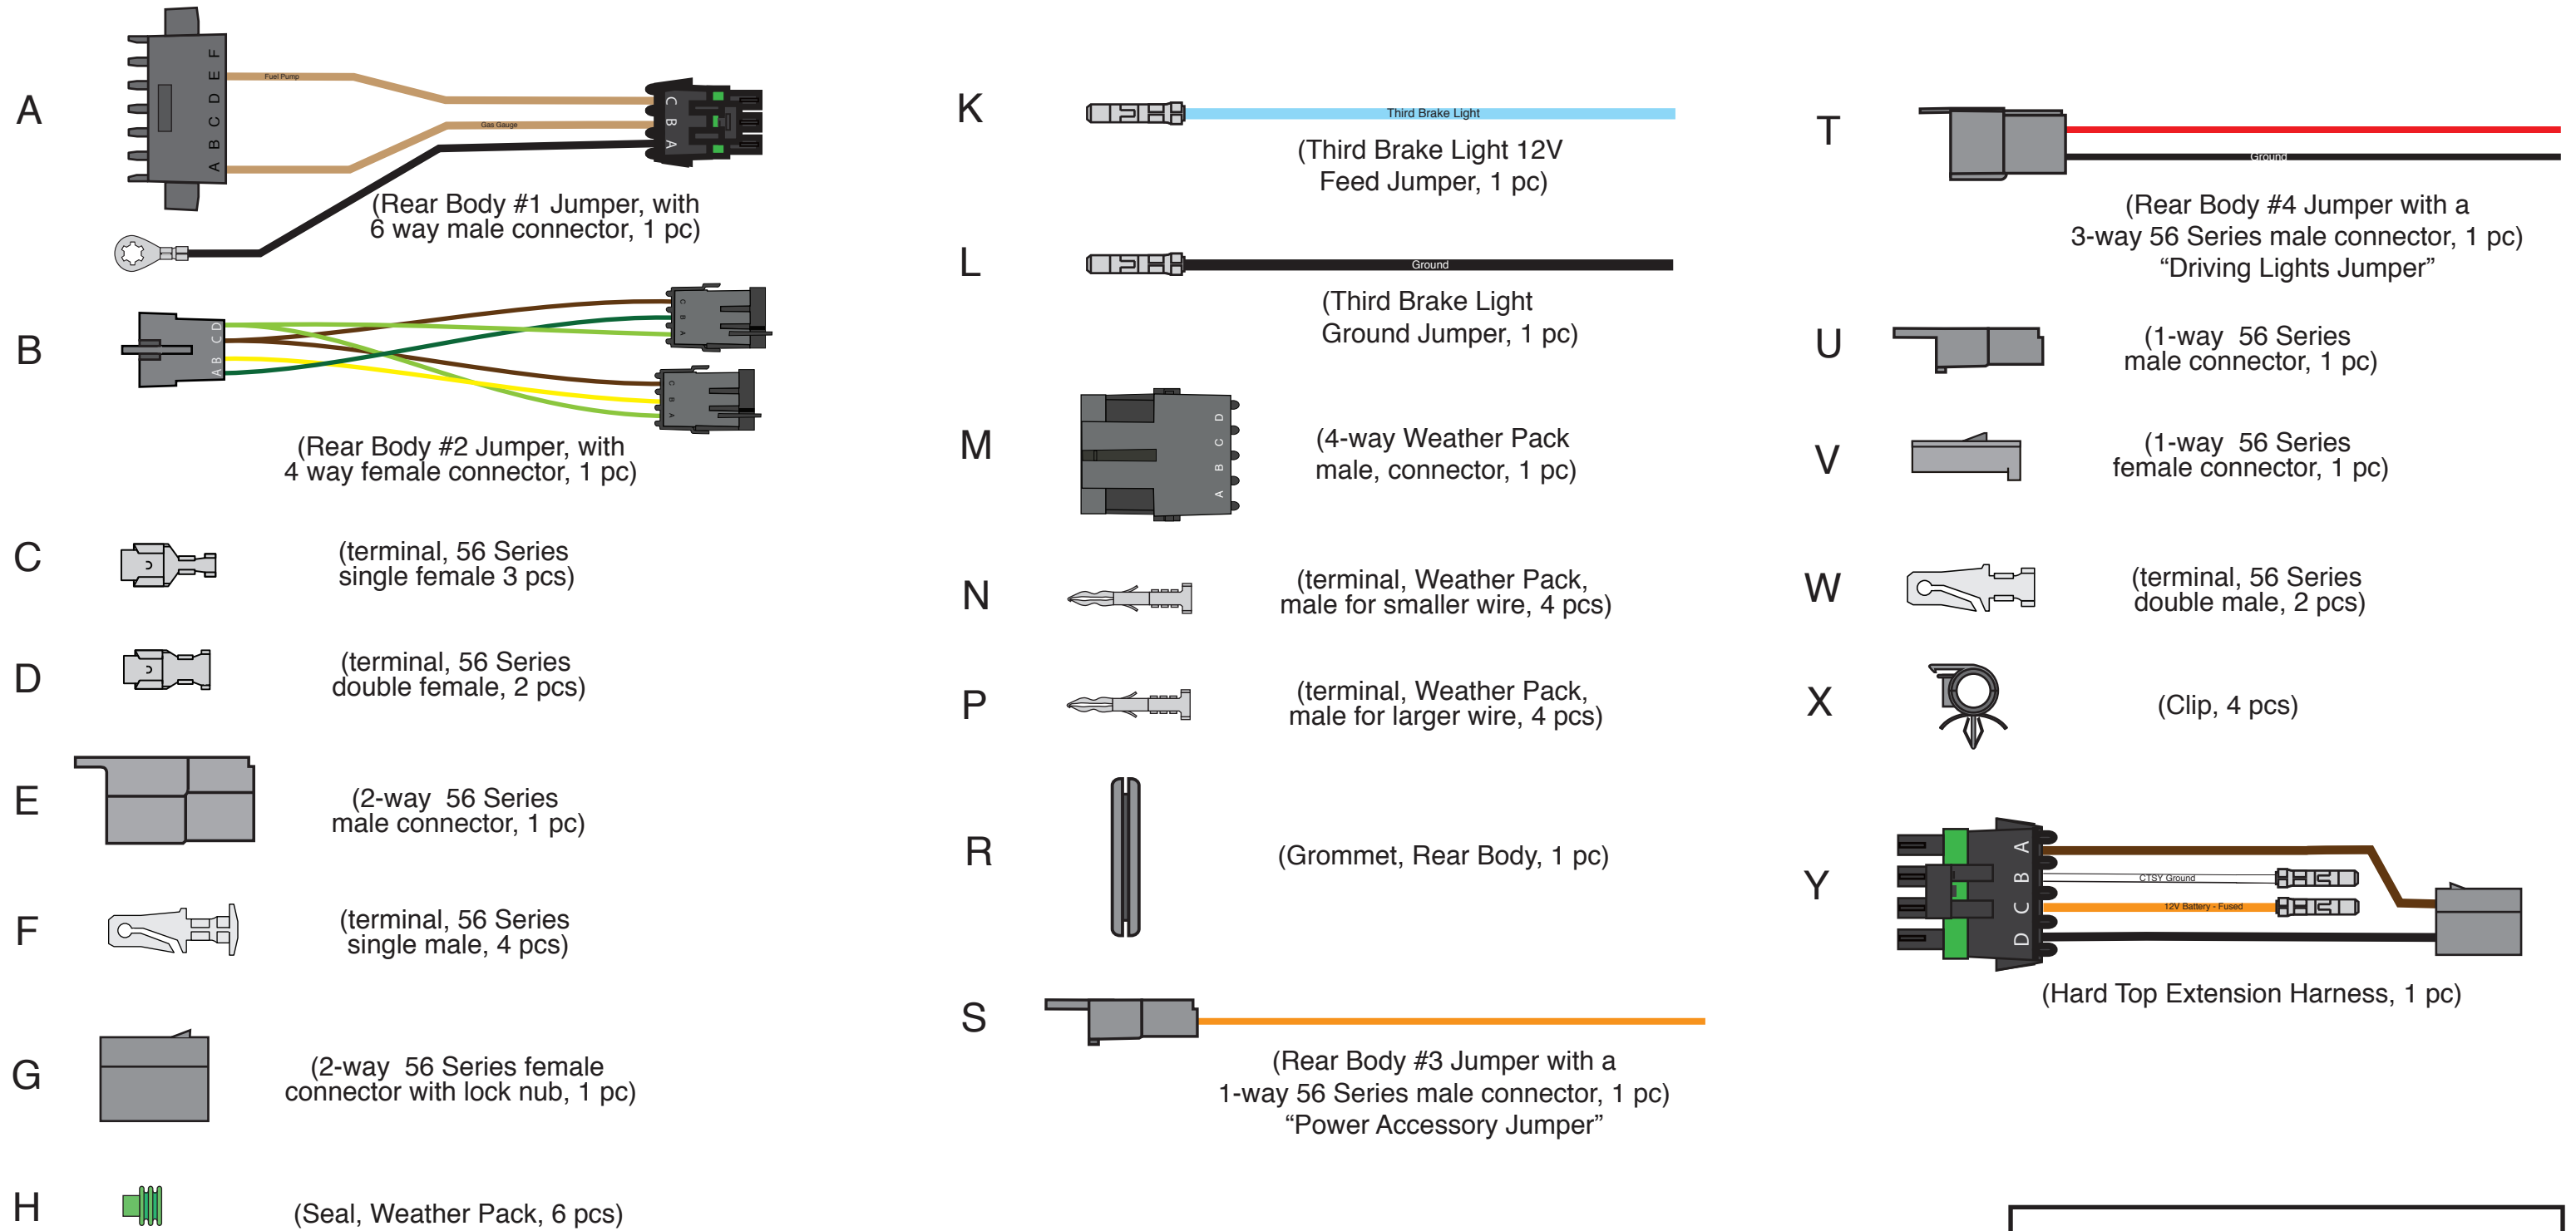 A
F
E
D
C
B
A
Fuel Pump
Gas Gauge
C
B
A
(Rear Body #1 Jumper, with
6 way male connector, 1 pc)
B
D
C
B
A
C
B
A
C
B
A
(Rear Body #2 Jumper, with
4 way female connector, 1 pc)
C
(terminal, 56 Series
single female 3 pcs)
D
(terminal, 56 Series
double female, 2 pcs)
E
(2-way 56 Series
male connector, 1 pc)
F
(terminal, 56 Series
single male, 4 pcs)
G
(2-way 56 Series female
connector with lock nub, 1 pc)
H
(Seal, Weather Pack, 6 pcs)
K
Third Brake Light
(Third Brake Light 12V
Feed Jumper, 1 pc)
L
Ground
(Third Brake Light
Ground Jumper, 1 pc)
M
D
C
B
A
(4-way Weather Pack
male, connector, 1 pc)
N
(terminal, Weather Pack,
male for smaller wire, 4 pcs)
P
(terminal, Weather Pack,
male for larger wire, 4 pcs)
R
(Grommet, Rear Body, 1 pc)
S
(Rear Body #3 Jumper with a
1-way 56 Series male connector, 1 pc)
“Power Accessory Jumper”
T
Ground
(Rear Body #4 Jumper with a
3-way 56 Series male connector, 1 pc)
“Driving Lights Jumper”
U
(1-way 56 Series
male connector, 1 pc)
V
(1-way 56 Series
female connector, 1 pc)
W
(terminal, 56 Series
double male, 2 pcs)
X
(Clip, 4 pcs)
Y
A
B
C
D
CTSY Ground
12V Battery - Fused
(Hard Top Extension Harness, 1 pc)